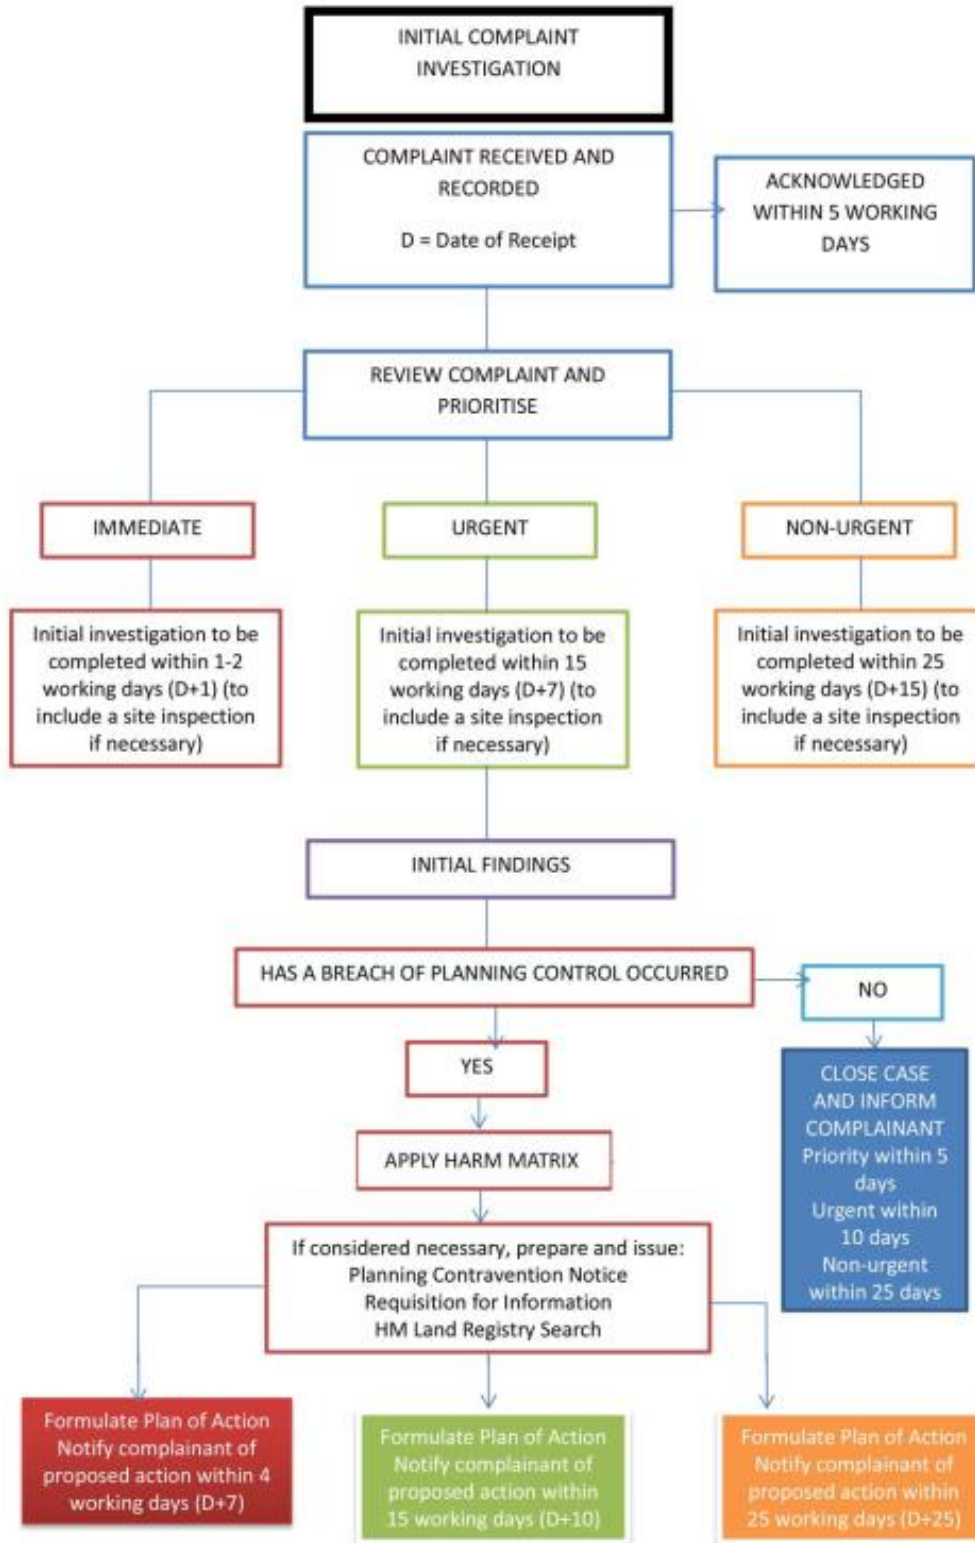 INITIAL COMPLAINT
INVESTIGATION
COMPLAINT RECEIVED AND
RECORDED
D = Date of Receipt
ACKNOWLEDGED
WITHIN 5 WORKING
DAYS
REVIEW COMPLAINT AND
PRIORITISE
IMMEDIATE
URGENT
NON-URGENT
Initial investigation to be
completed within 1-2
working days (D+1) (to
include a site inspection
if necessary)
Initial investigation to be
completed within 15
working days (D+7) (to
include a site inspection
if necessary)
Initial investigation to be
completed within 25
working days (D+15) (to
include a site inspection
if necessary)
INITIAL FINDINGS
HAS A BREACH OF PLANNING CONTROL OCCURRED
NO
YES
CLOSE CASE
AND INFORM
COMPLAINANT
Priority within 5
days
Urgent within
10 days
Non-urgent
within 25 days
APPLY HARM MATRIX
If considered necessary, prepare and issue:
Planning Contravention Notice
Requisition for Information
HM Land Registry Search
Formulate Plan of Action
Notify complainant of
proposed action within 4
working days (D+7)
Formulate Plan of Action
Notify complainant of
proposed action within
15 working days (D+10)
Formulate Plan of Action
Notify complainant of
proposed action within
25 working days (D+25)